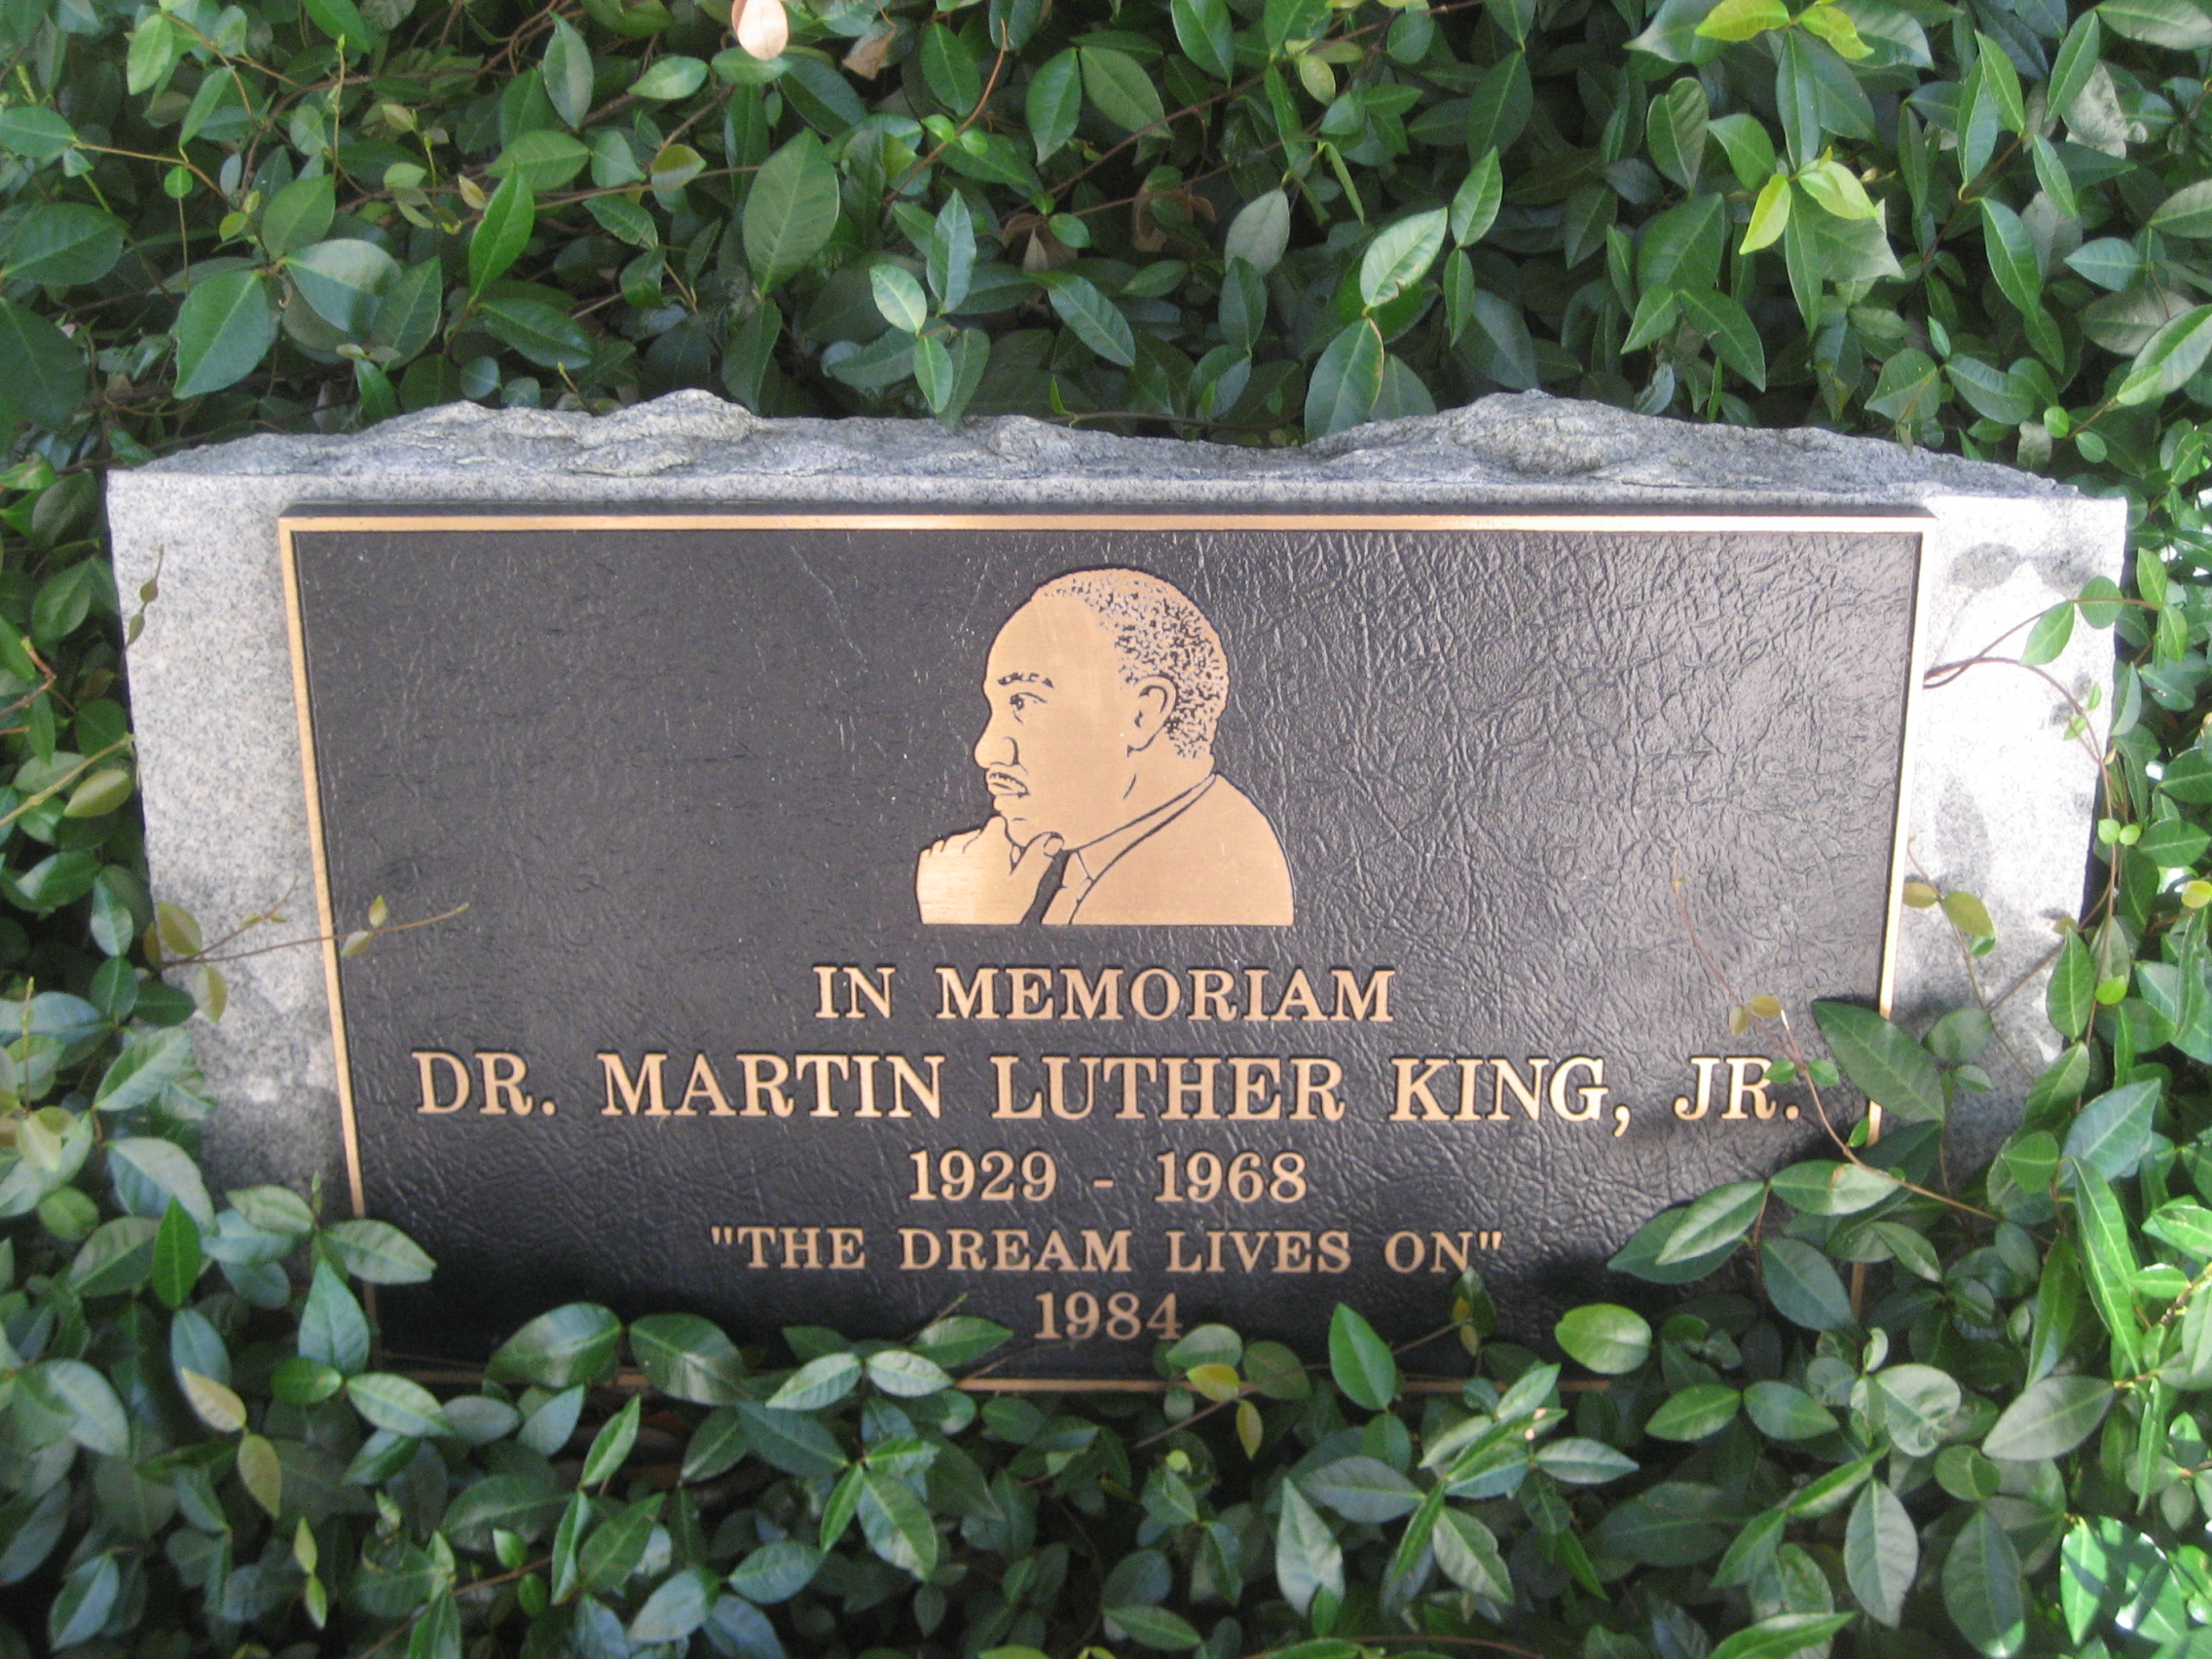 IN MEMORIAM
DR. MARTIN LUTHER KING, JR.
1929 - 1968
"THE DREAM LIVES ON"
1984